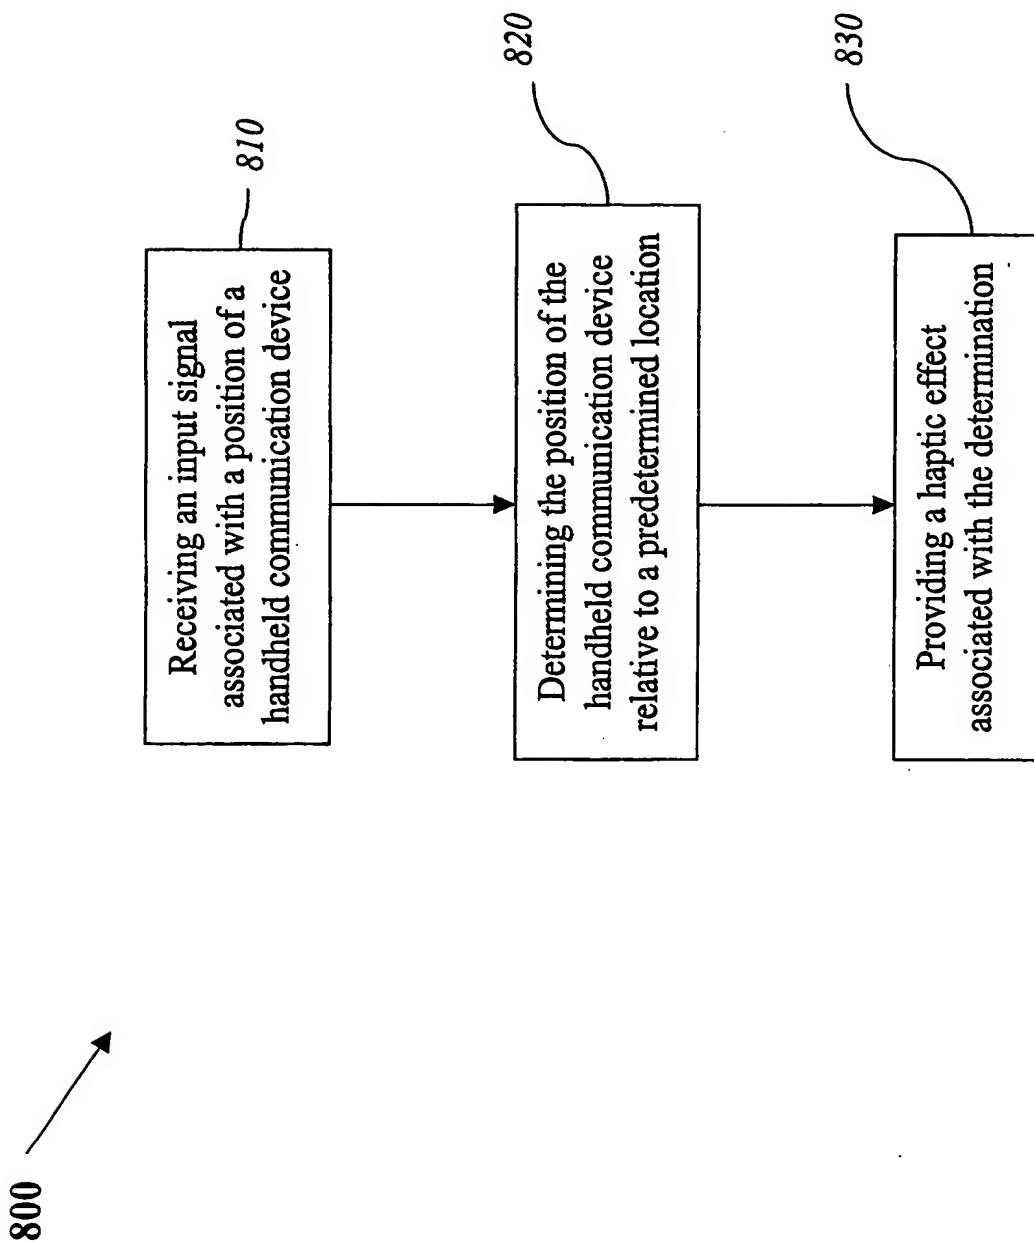 800
Receiving an input signal
associated with a position of a
handheld communication device
810
Determining the position of the
handheld communication device
relative to a predetermined location
820
Providing a haptic effect
associated with the determination
830